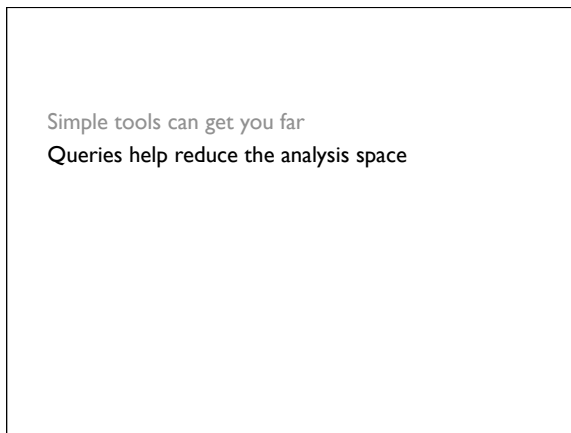 Simple tools can get you far
Queries help reduce the analysis space